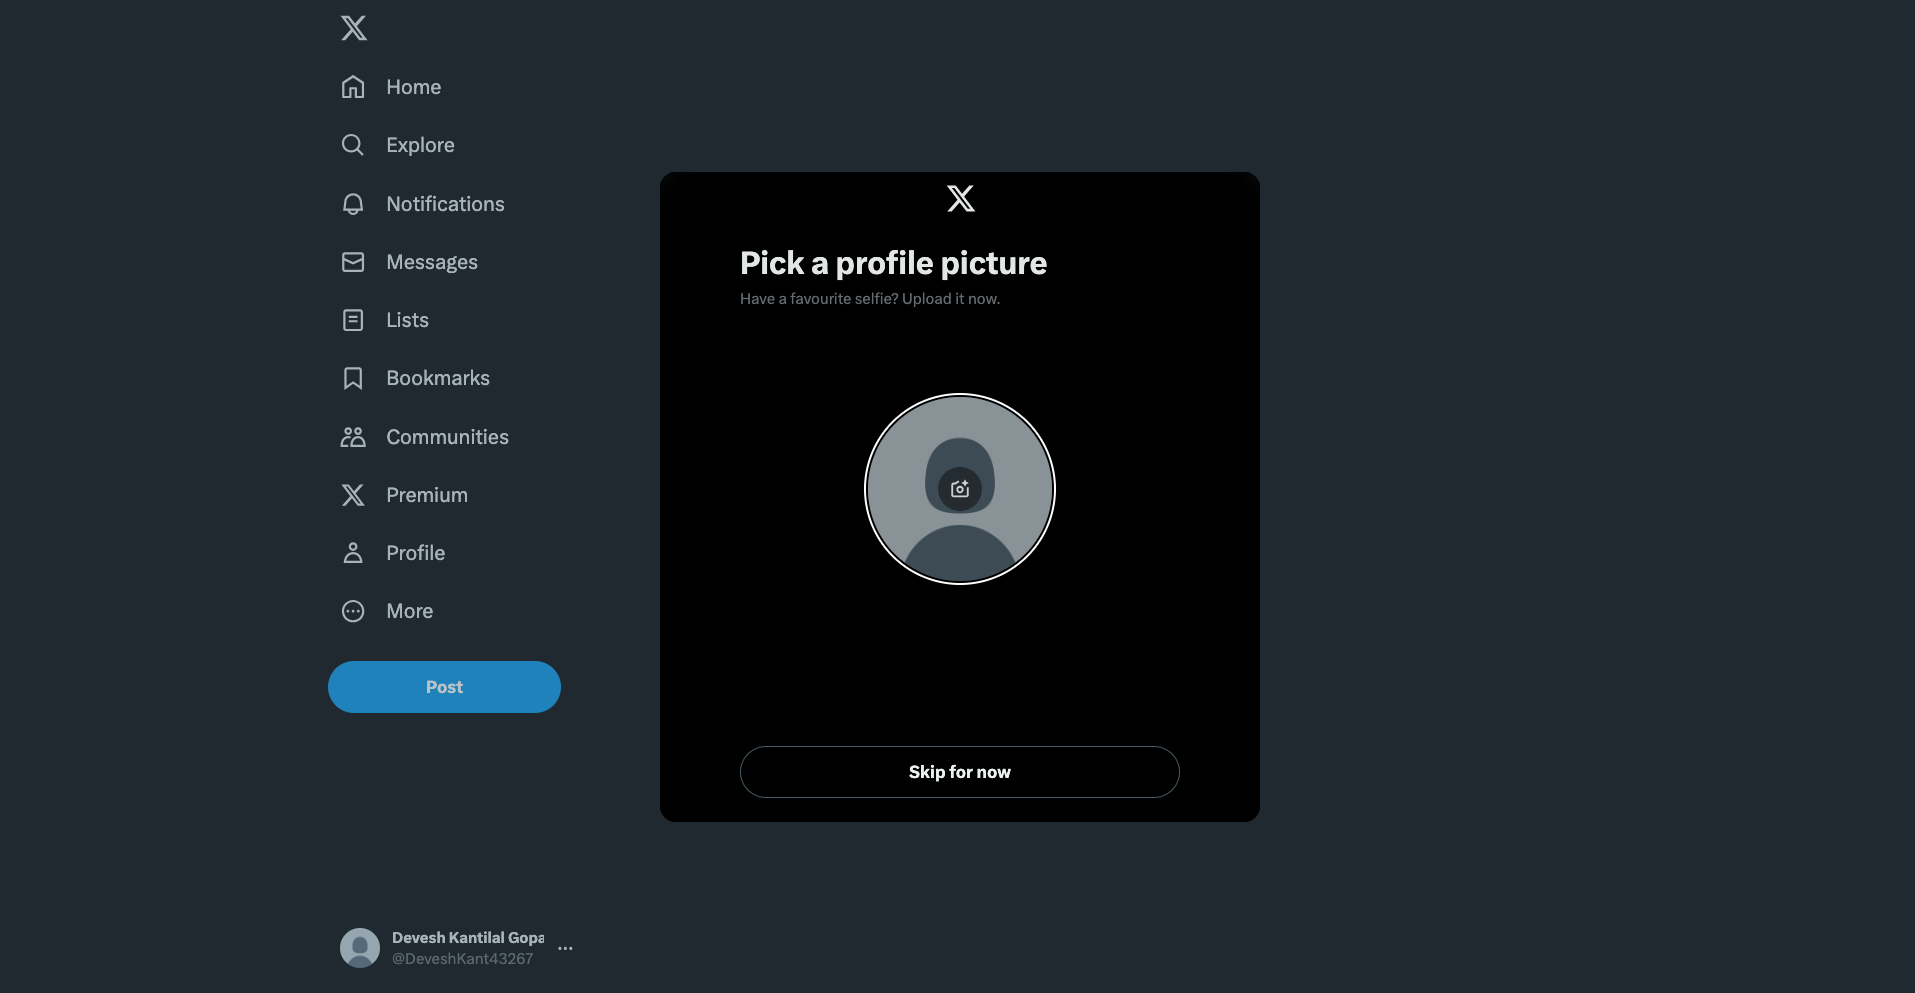 Home
Explore
Notifications
Messages
Lists
Bookmarks
Communities
Premium
Profile
More
Post
Devesh Kantilal Gopa
@DeveshKant43267
Pick a profile picture
Have a favourite selfie? Upload it now.
Skip for now